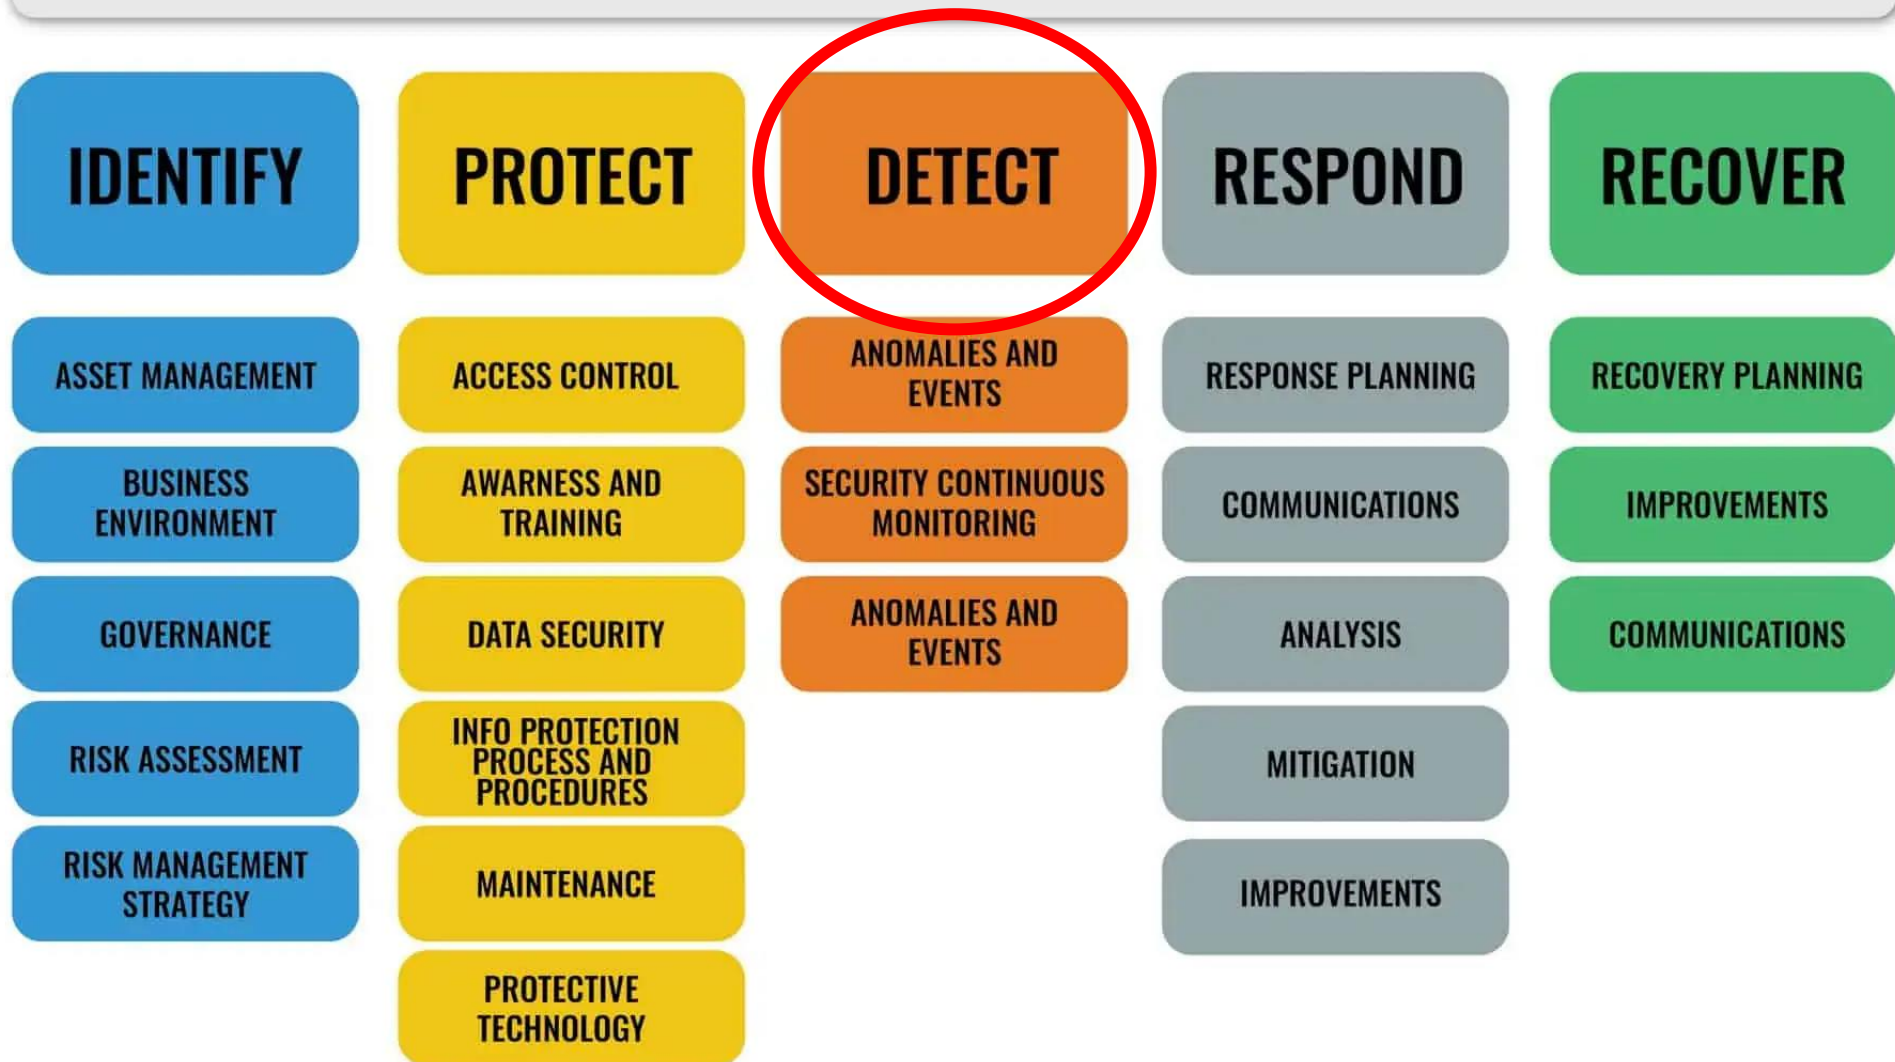 IDENTIFY
PROTECT
DETECT
RESPOND
RECOVER
ASSET MANAGEMENT
BUSINESS
ENVIRONMENT
GOVERNANCE
RISK ASSESSMENT
RISK MANAGEMENT
STRATEGY
ACCESS CONTROL
AWARNESS AND
TRAINING
DATA SECURITY
INFO PROTECTION
PROCESS AND
PROCEDURES
MAINTENANCE
PROTECTIVE
TECHNOLOGY
ANOMALIES AND
EVENTS
SECURITY CONTINUOUS
MONITORING
ANOMALIES AND
EVENTS
RESPONSE PLANNING
COMMUNICATIONS
ANALYSIS
MITIGATION
IMPROVEMENTS
RECOVERY PLANNING
IMPROVEMENTS
COMMUNICATIONS